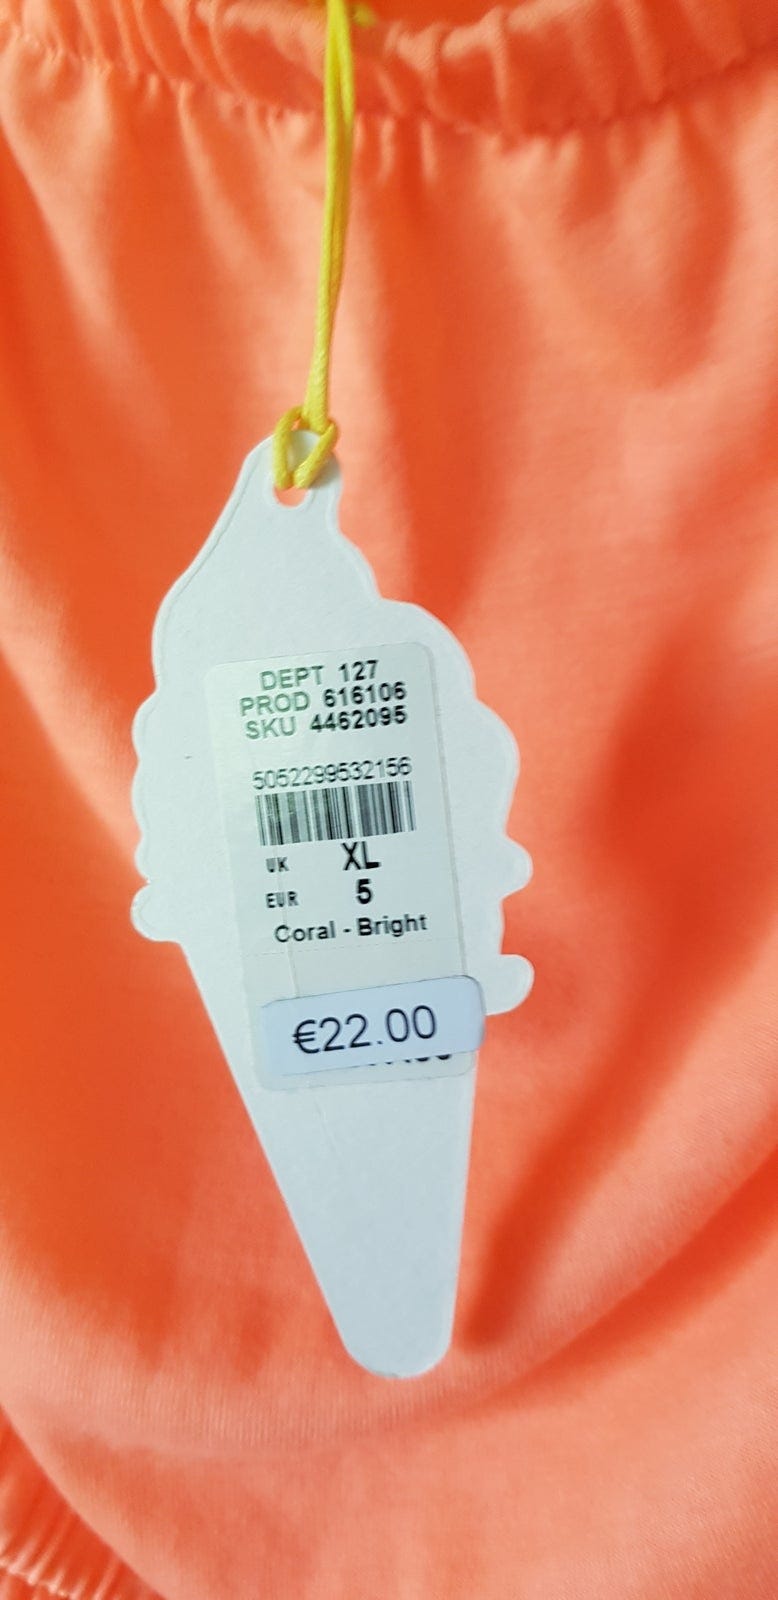 DEPT 127
PROD 616106
SKU 4462095
5052299532156
UK XL
EUR 5
Coral - Bright
€22.00